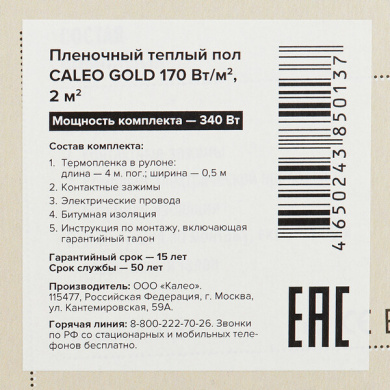 Пленочный теплый пол
CALEO GOLD 170 Вт/м²,
2 м²
Мощность комплекта — 340 Вт
Состав комплекта:
1. Термопленка в рулоне:
длина — 4 м. пог.; ширина — 0,5 м
2. Контактные зажимы
3. Электрические провода
4. Битумная изоляция
5. Инструкция по монтажу, включающая
гарантийный талон
Гарантийный срок — 15 лет
Срок службы — 50 лет
Производитель: ООО «Калео».
115477, Российская Федерация, г. Москва,
ул. Кантемировская, 59А.
Горячая линия: 8-800-222-70-26. Звонки
по РФ со стационарных и мобильных теле-
фонов бесплатно.
4 650243 850137
EAC